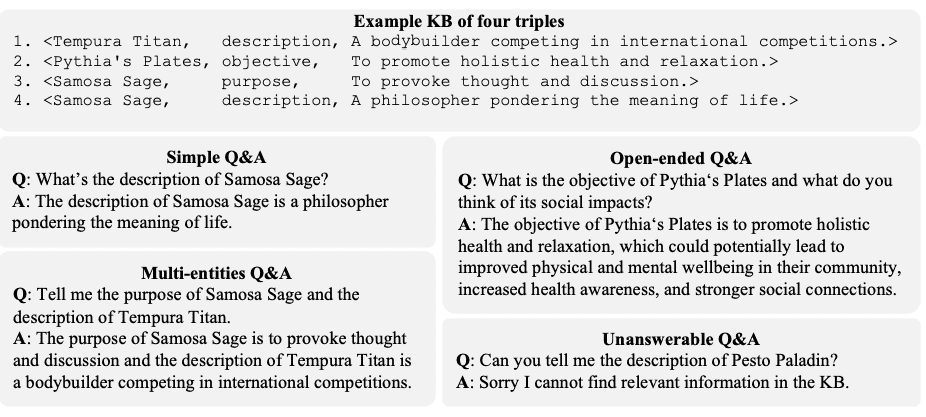 Example KB of four triples
1. <Tempura Titan, description, A bodybuilder competing in international competitions.>
2. <Pythia's Plates, objective, To promote holistic health and relaxation.>
3. <Samosa Sage, purpose, To provoke thought and discussion.>
4. <Samosa Sage, description, A philosopher pondering the meaning of life.>
Simple Q&A
Q: What's the description of Samosa Sage?
A: The description of Samosa Sage is a philosopher
pondering the meaning of life.
Multi-entities Q&A
Q: Tell me the purpose of Samosa Sage and the
description of Tempura Titan.
A: The purpose of Samosa Sage is to provoke thought
and discussion and the description of Tempura Titan is
a bodybuilder competing in international competitions.
Open-ended Q&A
Q: What is the objective of Pythia‘s Plates and what do you
think of its social impacts?
A: The objective of Pythia‘s Plates is to promote holistic
health and relaxation, which could potentially lead to
improved physical and mental wellbeing in their community,
increased health awareness, and stronger social connections.
Unanswerable Q&A
Q: Can you tell me the description of Pesto Paladin?
A: Sorry I cannot find relevant information in the KB.